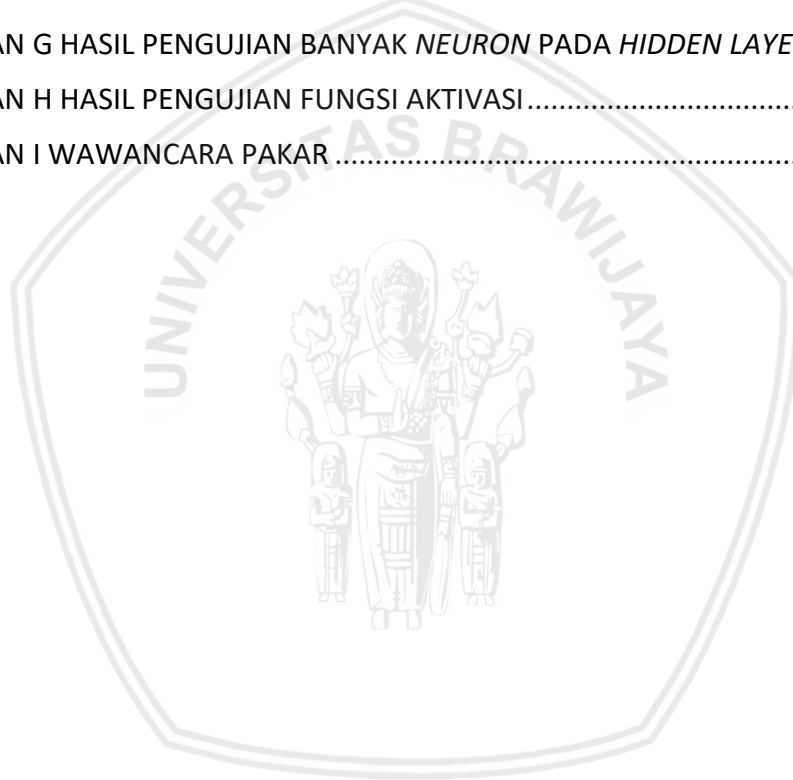 AN G HASIL PENGUJIAN BANYAK NEURON PADA HIDDEN LAYE
AN H HASIL PENGUJIAN FUNGSI AKTIVASI..................................
AN I WAWANCARA PAKAR..........................................................
UNIVERSITAS BRAWIJAYA